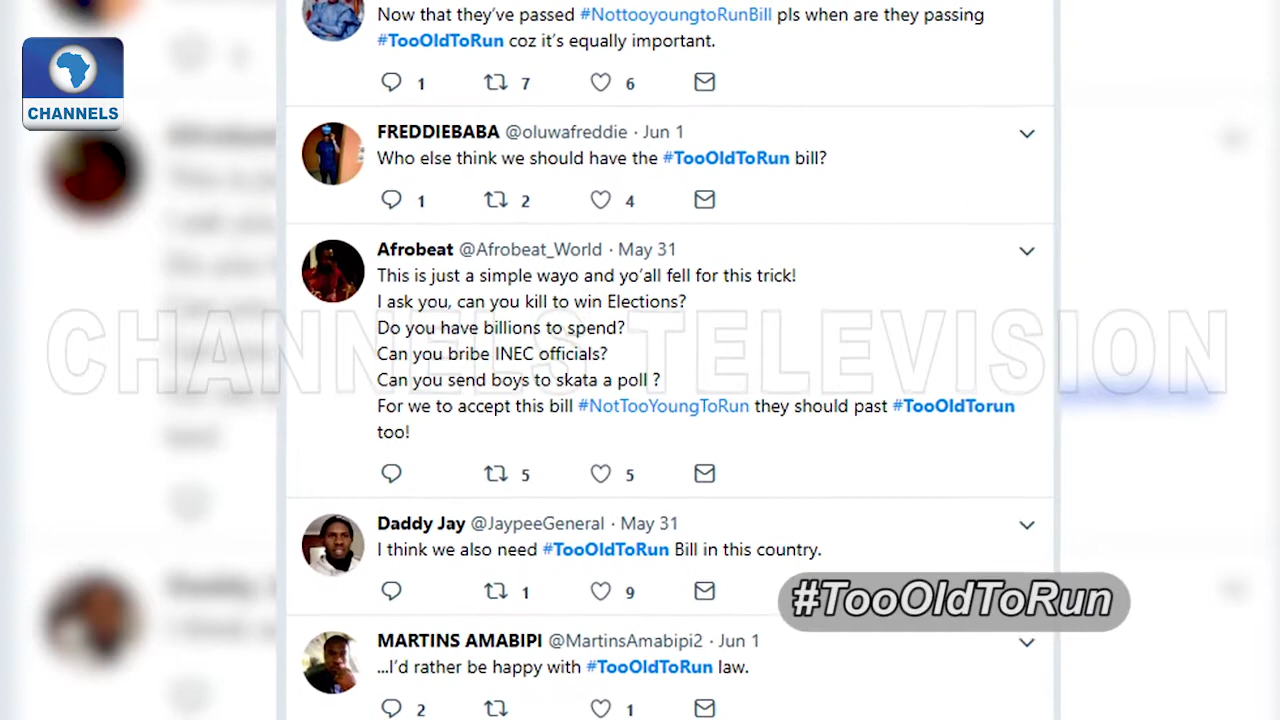 Now that they've passed #NottooyoungtoRunBill pls when are they passing
#TooOldToRun coz it's equally important.
1 7 6
CHANNELS
FREDDIEBABA @oluwafreddie · Jun 1
Who else think we should have the #TooOldToRun bill?
1 2 4
Afrobeat @Afrobeat_World · May 31
This is just a simple wayo and yo'all fell for this trick!
I ask you, can you kill to win Elections?
Do you have billions to spend?
Can you bribe INEC officials?
Can you send boys to skata a poll ?
For we to accept this bill #NotTooYoungToRun they should past #TooOldTorun
too!
5 5
CHANNELS TELEVISION
Daddy Jay @JaypeeGeneral · May 31
I think we also need #TooOldToRun Bill in this country.
1 9
#TooOldToRun
MARTINS AMABIPI @MartinsAmabipi2 · Jun 1
...I'd rather be happy with #TooOldToRun law.
2 1